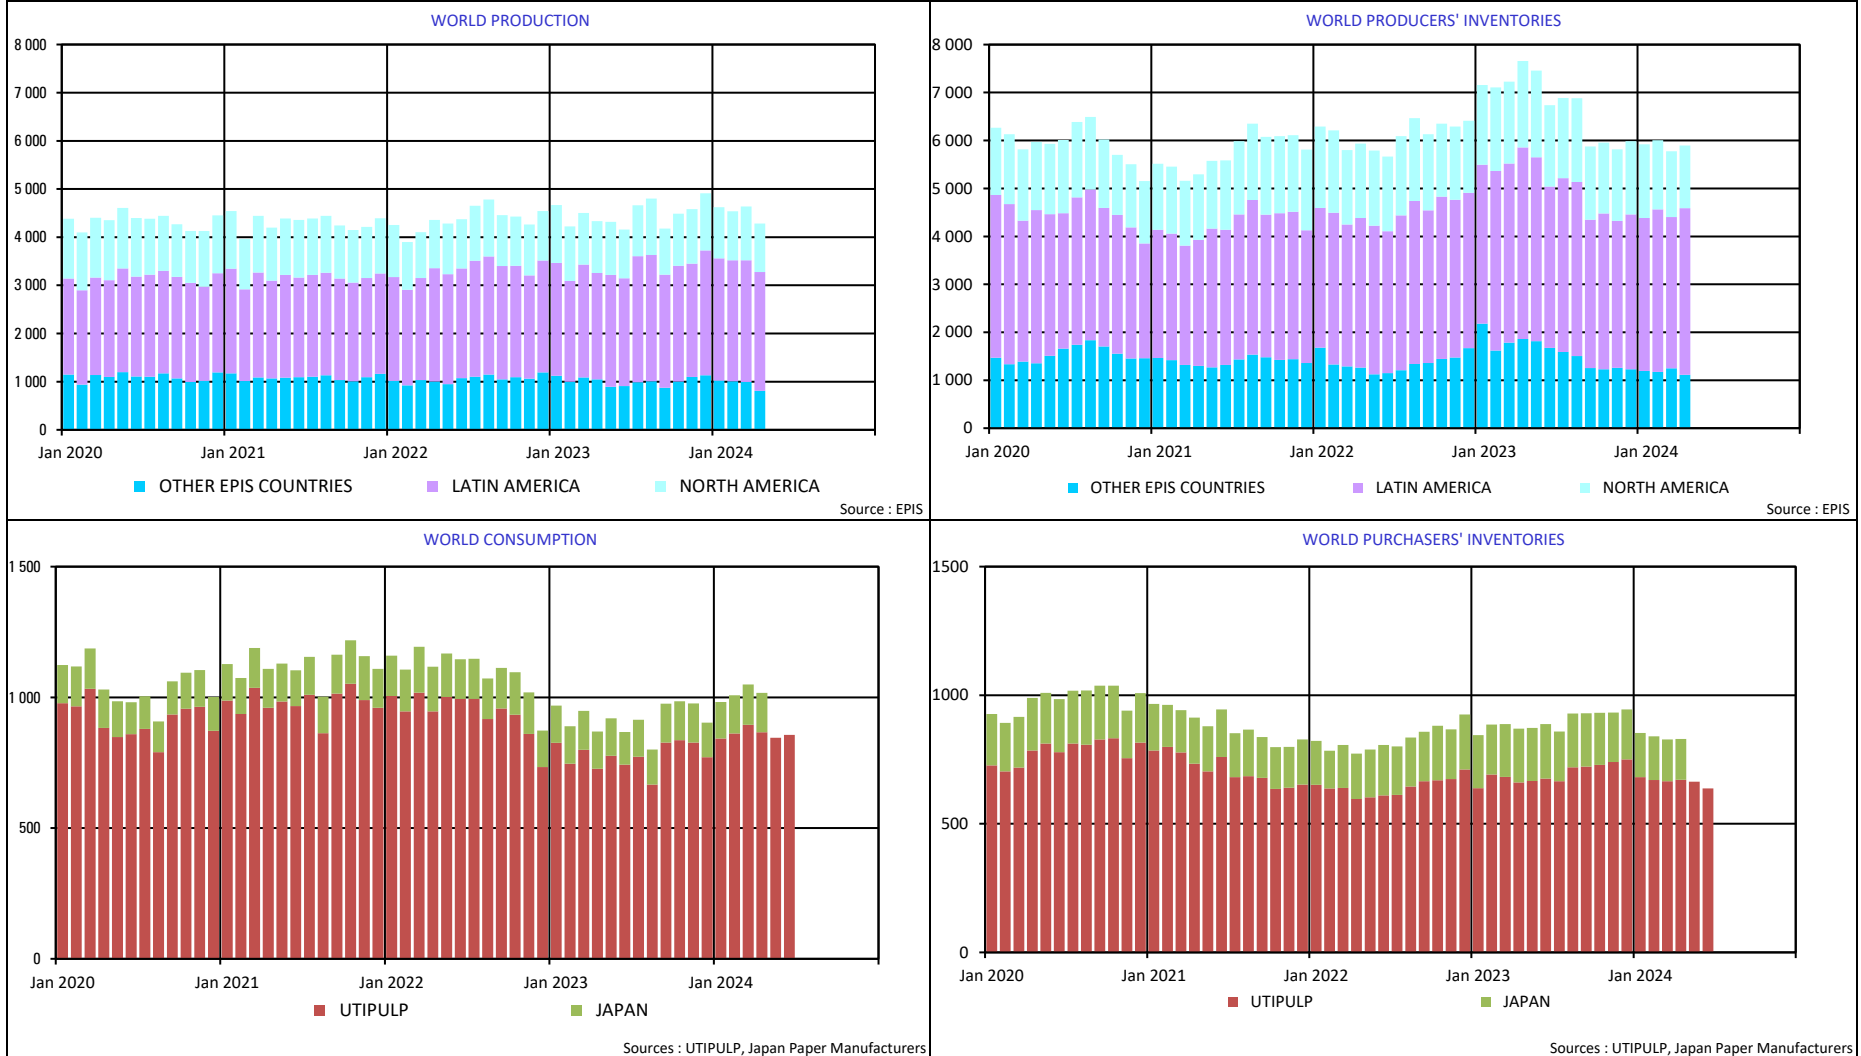 WORLD PRODUCTION
8 000
7 000
6 000
5 000
4 000
3 000
2 000
1 000
0
Jan 2020 Jan 2021 Jan 2022 Jan 2023 Jan 2024
OTHER EPIS COUNTRIES LATIN AMERICA NORTH AMERICA
Source : EPIS
WORLD PRODUCERS' INVENTORIES
8 000
7 000
6 000
5 000
4 000
3 000
2 000
1 000
0
Jan 2020 Jan 2021 Jan 2022 Jan 2023 Jan 2024
OTHER EPIS COUNTRIES LATIN AMERICA NORTH AMERICA
Source : EPIS
WORLD CONSUMPTION
1 500
1 000
500
0
Jan 2020 Jan 2021 Jan 2022 Jan 2023 Jan 2024
UTIPULP JAPAN
Sources : UTIPULP, Japan Paper Manufacturers
WORLD PURCHASERS' INVENTORIES
1500
1000
500
0
Jan 2020 Jan 2021 Jan 2022 Jan 2023 Jan 2024
UTIPULP JAPAN
Sources : UTIPULP, Japan Paper Manufacturers